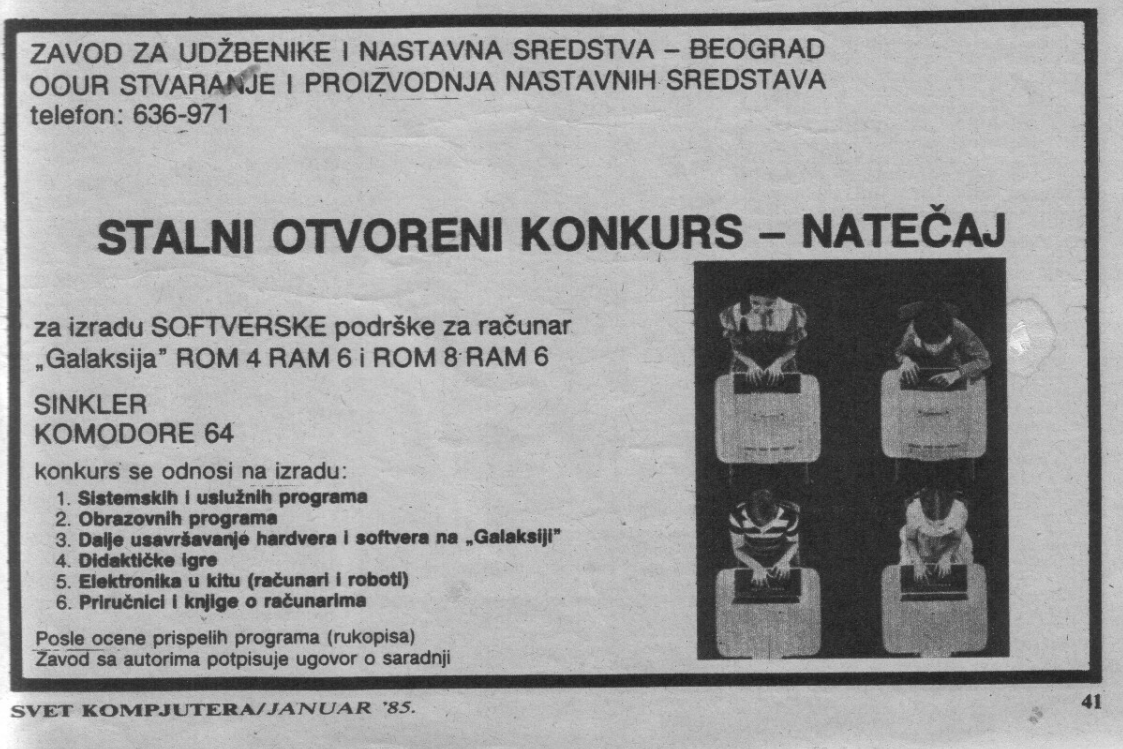 ZAVOD ZA UDŽBENIKE I NASTAVNA SREDSTVA – BEOGRAD
OOUR STVARANJE I PROIZVODNJA NASTAVNIH SREDSTAVA
telefon: 636-971
STALNI OTVORENI KONKURS – NATEČAJ
za izradu SOFTVERSKE podrške za računar
„Galaksija” ROM 4 RAM 6 i ROM 8 RAM 6
SINKLER
KOMODORE 64
konkurs se odnosi na izradu:
1. Sistemskih i uslužnih programa
2. Obrazovnih programa
3. Dalje usavršavanje hardvera i softvera na „Galaksiji”
4. Didaktičke igre
5. Elektronika u kitu (računari i roboti)
6. Priručnici i knjige o računarima
Posle ocene prispelih programa (rukopisa)
Zavod sa autorima potpisuje ugovor o saradnji
SVET KOMPJUTERA/JANUAR '85.
41